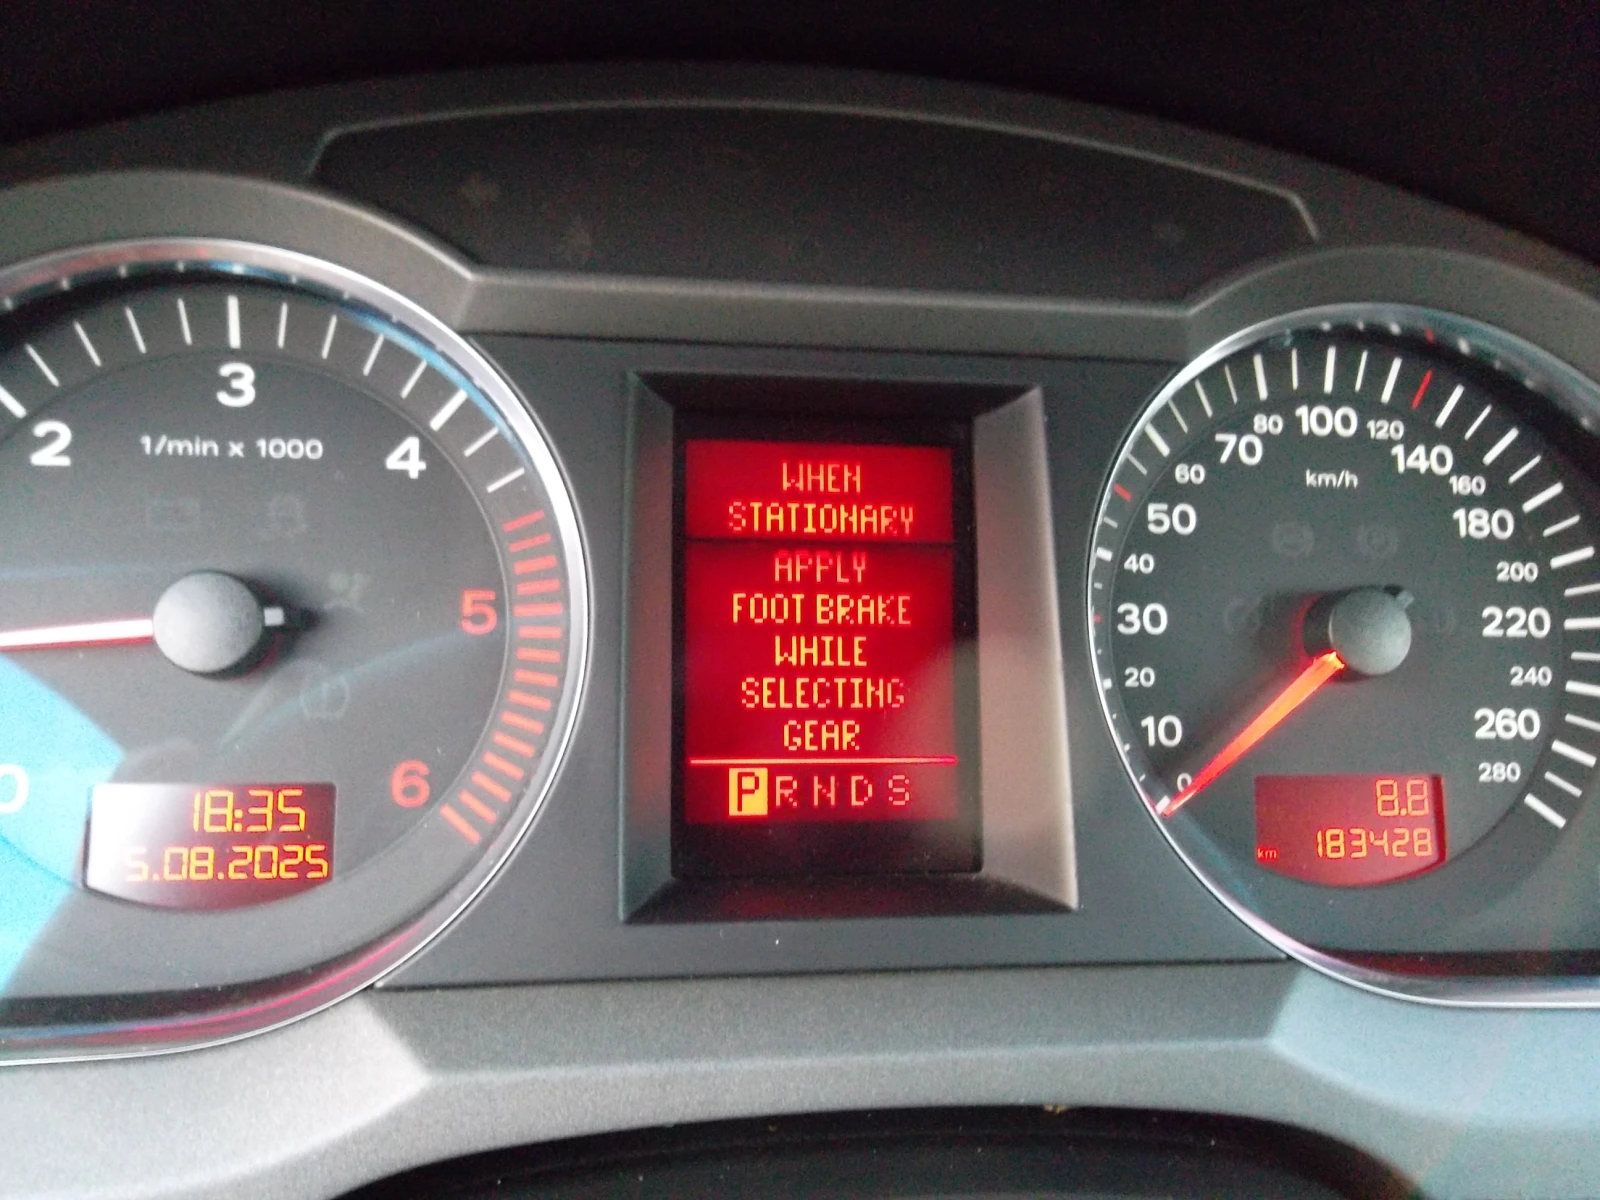 2
3
4
5
6
1/min x 1000
18:35
5.08.2025
WHEN
STATIONARY
APPLY
FOOT BRAKE
WHILE
SELECTING
GEAR
P R N D S
0
10
20
30
40
50
60
70
80
100
120
140
160
180
200
220
240
260
280
km/h
8.8
km 183428